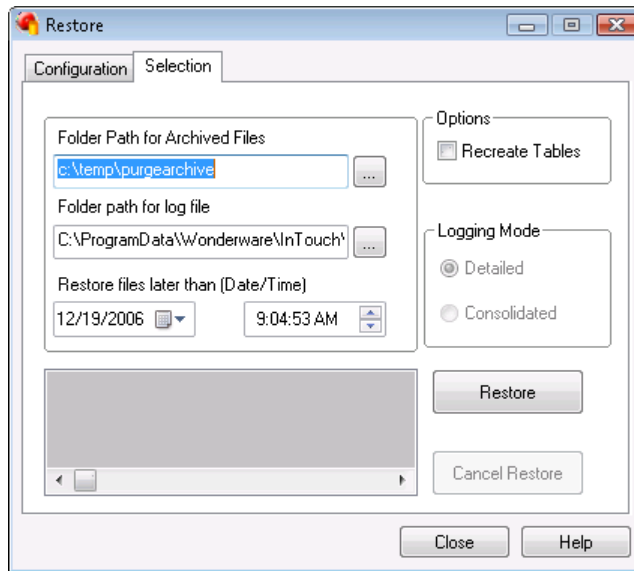 Restore
Configuration
Selection
Folder Path for Archived Files
c:\temp\purgearchive
...
Folder path for log file
C:\ProgramData\Wonderware\InTouch\
...
Restore files later than (Date/Time)
12/19/2006
9:04:53 AM
Options
Recreate Tables
Logging Mode
Detailed
Consolidated
Restore
Cancel Restore
Close
Help